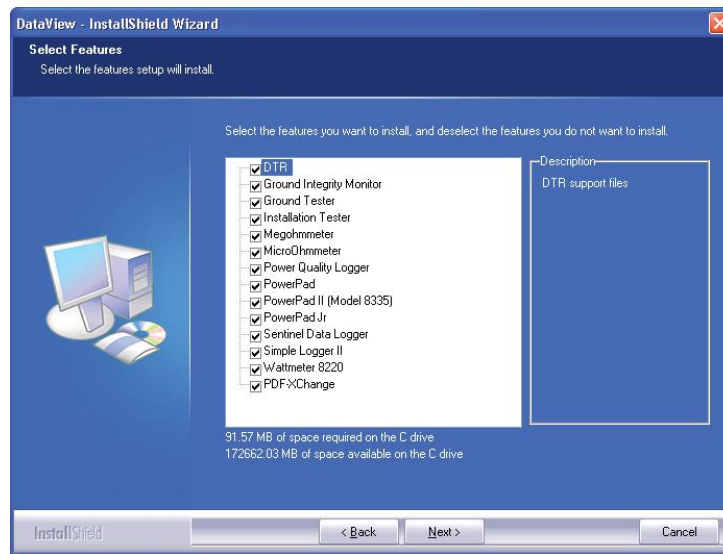 DataView - InstallShield Wizard
Select Features
Select the features setup will install.
Select the features you want to install, and deselect the features you do not want to install.
DTR
Ground Integrity Monitor
Ground Tester
Installation Tester
Megohmmeter
MicroOhmmeter
Power Quality Logger
PowerPad
PowerPad II (Model 8335)
PowerPad Jr
Sentinel Data Logger
Simple Logger II
Wattmeter 8220
PDF-XChange
Description
DTR support files
91.57 MB of space required on the C drive
172662.03 MB of space available on the C drive
InstallShield
< Back
Next >
Cancel